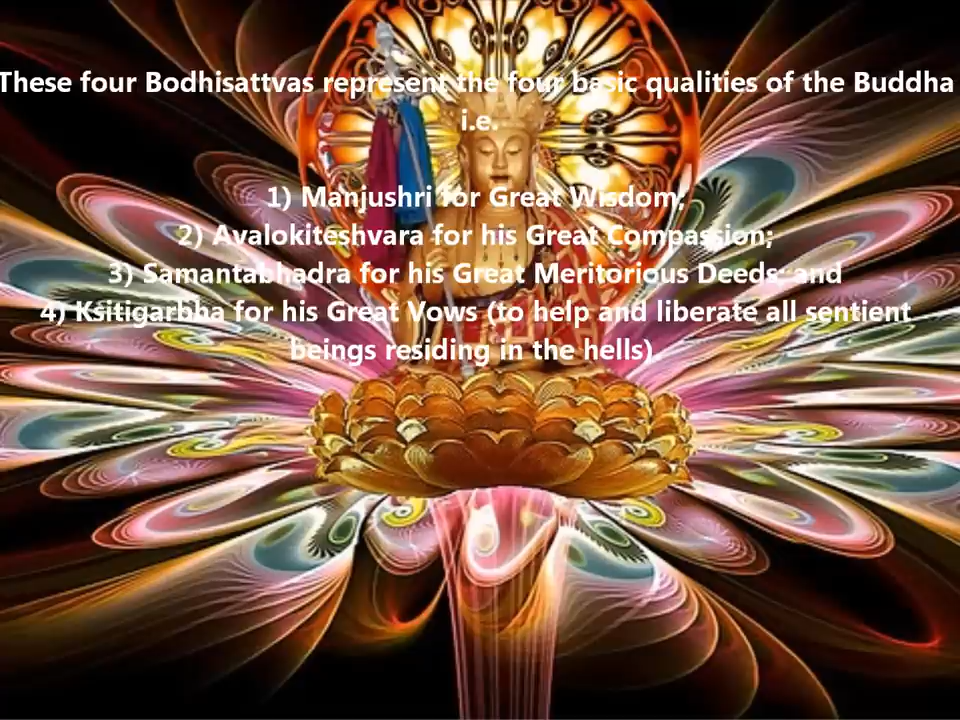 These four Bodhisattvas represent the four basic qualities of the Buddha
i.e.
1) Manjushri for Great Wisdom;
2) Avalokiteshvara for his Great Compassion;
3) Samantabhadra for his Great Meritorious Deeds; and
4) Ksitigarbha for his Great Vows (to help and liberate all sentient
beings residing in the hells).